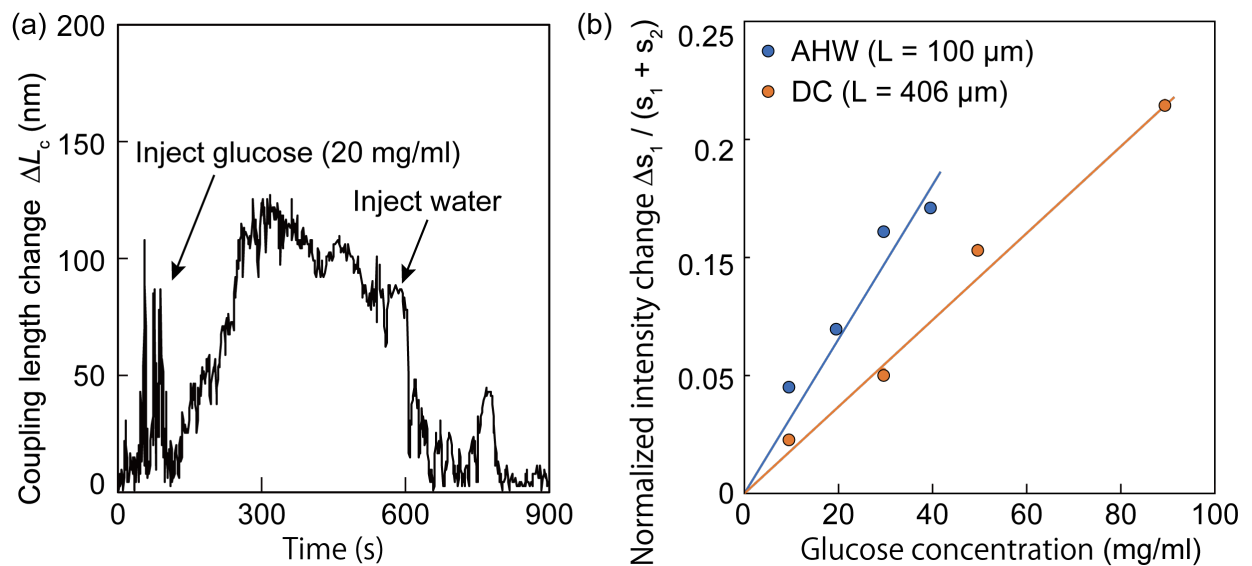 (a)
200
150
100
50
0
Coupling length change ΔL꜀ (nm)
Inject glucose (20 mg/ml)
Inject water
0 300 600 900
Time (s)
(b)
0.25
0.2
0.15
0.05
0
Normalized intensity change Δs₁ / (s₁ + s₂)
AHW (L = 100 μm)
DC (L = 406 μm)
0 20 40 60 80 100
Glucose concentration (mg/ml)